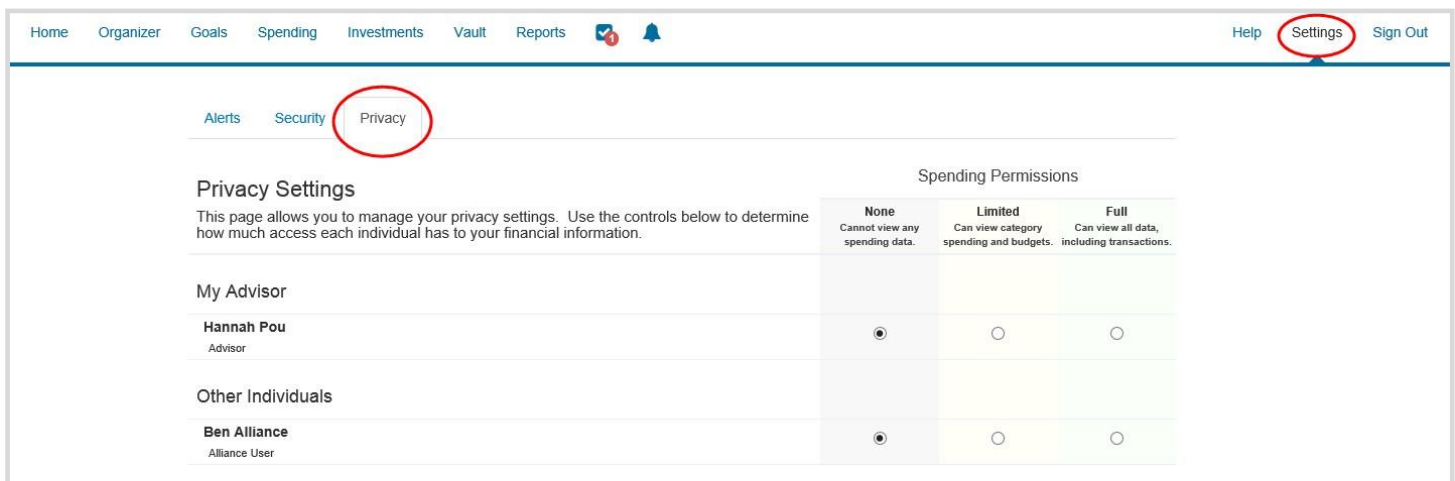 Home Organizer Goals Spending Investments Vault Reports 1 Help Settings Sign Out
Alerts Security Privacy
Privacy Settings
This page allows you to manage your privacy settings. Use the controls below to determine
how much access each individual has to your financial information.
Spending Permissions
None Limited Full
Cannot view any Can view category Can view all data,
spending data. spending and budgets. including transactions.
My Advisor
Hannah Pou
Advisor
Other Individuals
Ben Alliance
Alliance User